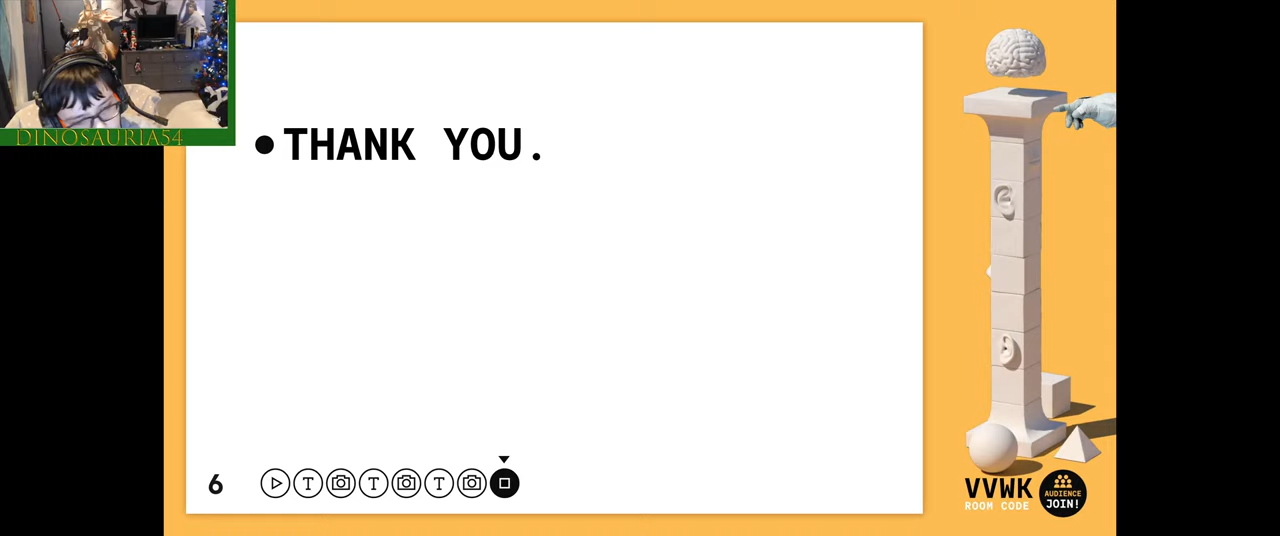 DINOSAURIA54
• THANK YOU.
6
T T T
VVWK
ROOM CODE
AUDIENCE
JOIN!